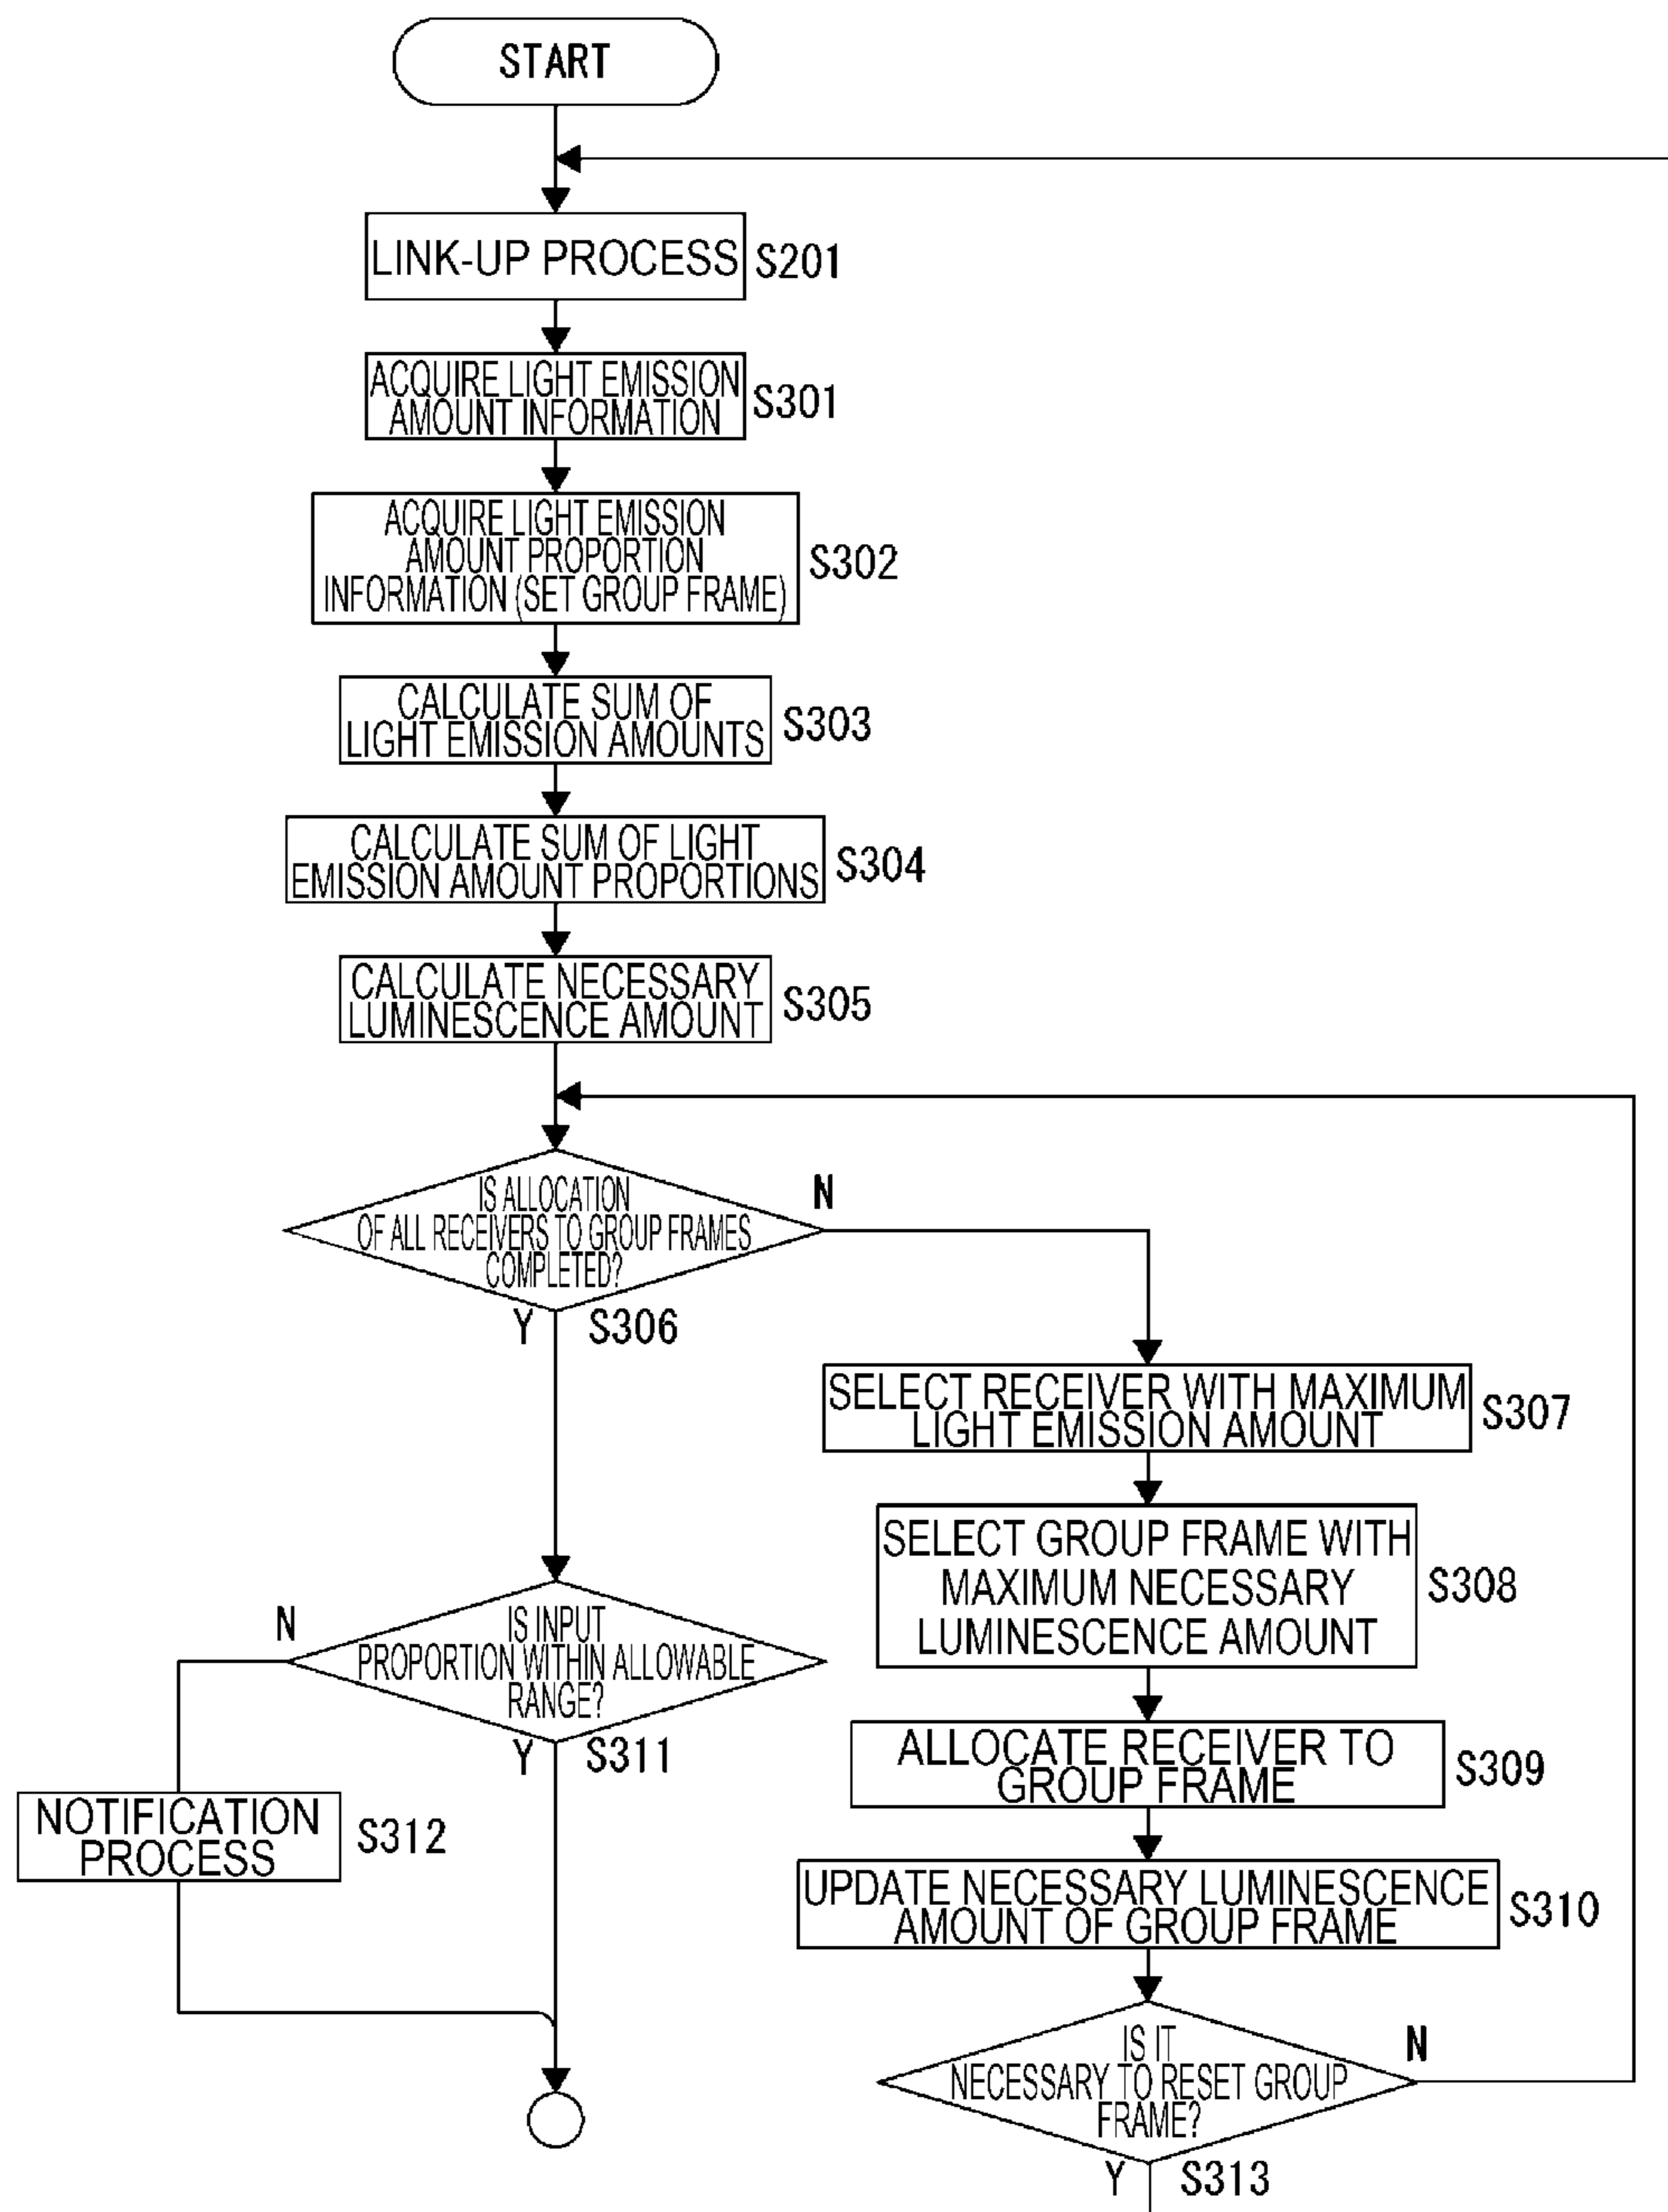 START
LINK-UP PROCESS S201
ACQUIRE LIGHT EMISSION
AMOUNT INFORMATION
S301
ACQUIRE LIGHT EMISSION
AMOUNT PROPORTION
INFORMATION (SET GROUP FRAME)
S302
CALCULATE SUM OF
LIGHT EMISSION AMOUNTS
S303
CALCULATE SUM OF LIGHT
EMISSION AMOUNT PROPORTIONS
S304
CALCULATE NECESSARY
LUMINESCENCE AMOUNT
S305
IS ALLOCATION
OF ALL RECEIVERS TO GROUP FRAMES
COMPLETED?
N
Y S306
SELECT RECEIVER WITH MAXIMUM
LIGHT EMISSION AMOUNT
S307
SELECT GROUP FRAME WITH
MAXIMUM NECESSARY
LUMINESCENCE AMOUNT
S308
ALLOCATE RECEIVER TO
GROUP FRAME
S309
UPDATE NECESSARY LUMINESCENCE
AMOUNT OF GROUP FRAME
S310
IS IT
NECESSARY TO RESET GROUP
FRAME?
N
Y S313
IS INPUT
PROPORTION WITHIN ALLOWABLE
RANGE?
N
Y S311
NOTIFICATION
PROCESS
S312